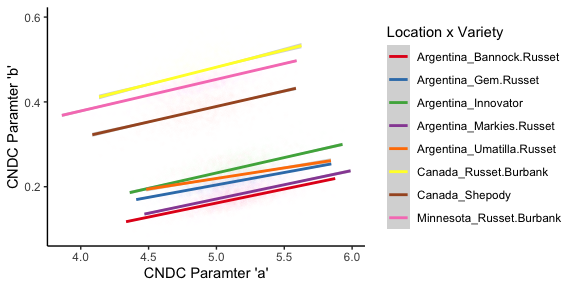 0.6
0.4
0.2
CNDC Paramter 'b'
4.0 4.5 5.0 5.5 6.0
CNDC Paramter 'a'
Location x Variety
Argentina_Bannock.Russet
Argentina_Gem.Russet
Argentina_Innovator
Argentina_Markies.Russet
Argentina_Umatilla.Russet
Canada_Russet.Burbank
Canada_Shepody
Minnesota_Russet.Burbank